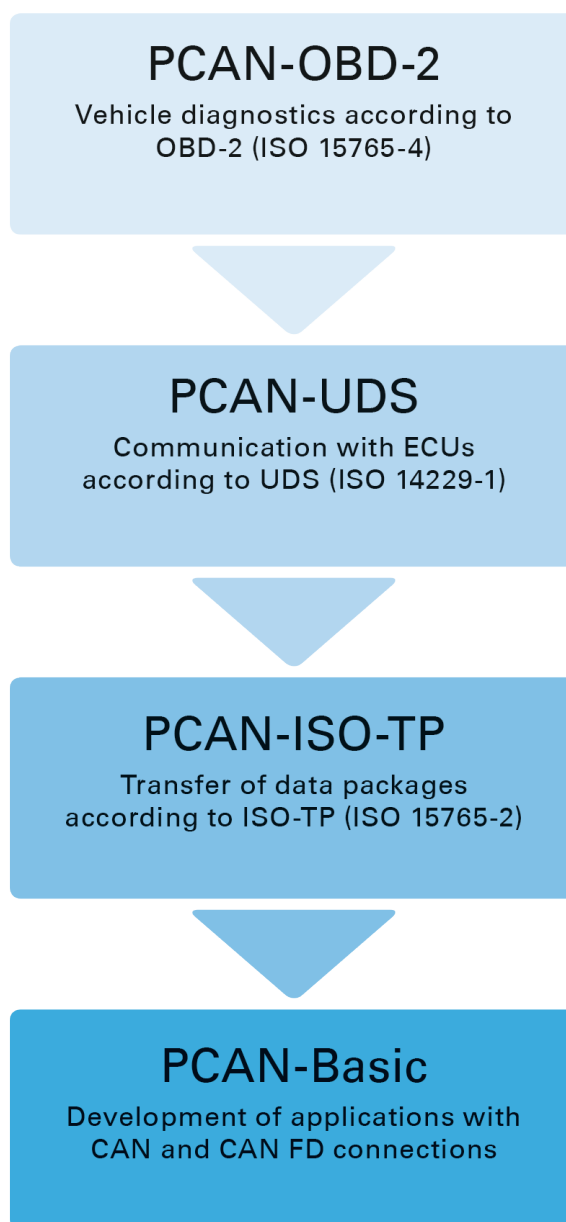 PCAN-OBD-2
Vehicle diagnostics according to
OBD-2 (ISO 15765-4)
PCAN-UDS
Communication with ECUs
according to UDS (ISO 14229-1)
PCAN-ISO-TP
Transfer of data packages
according to ISO-TP (ISO 15765-2)
PCAN-Basic
Development of applications with
CAN and CAN FD connections